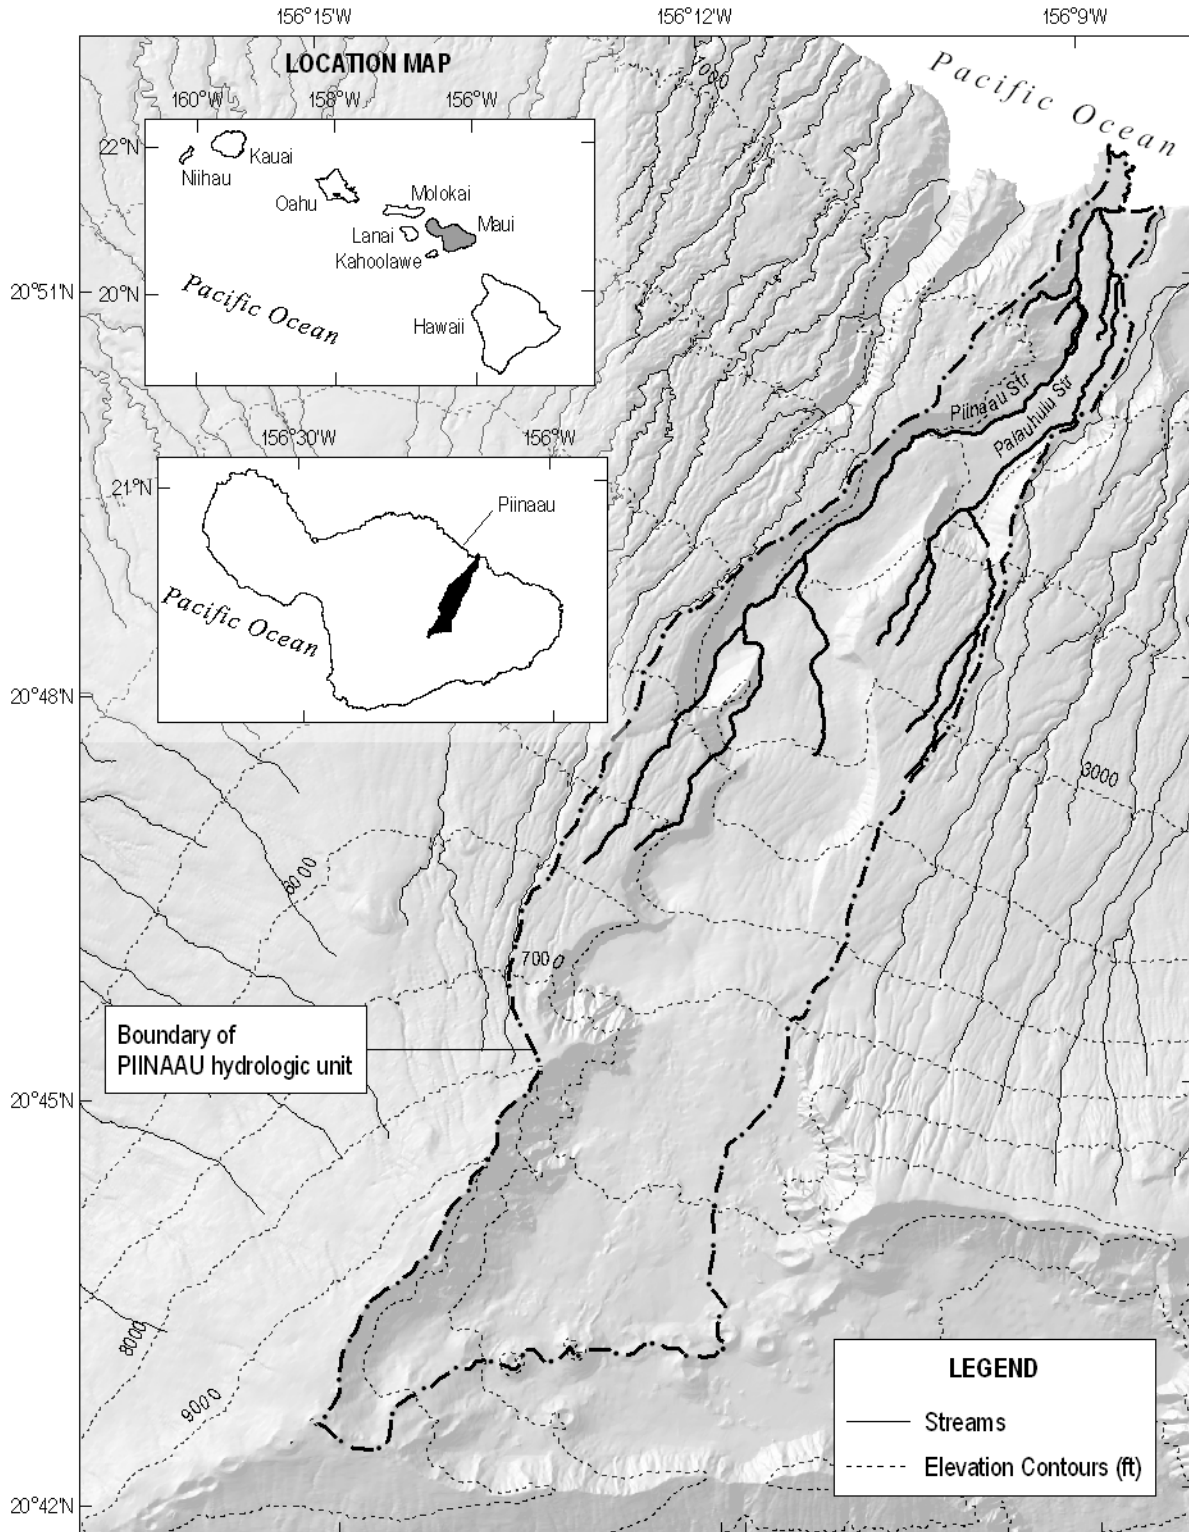 156°15'W
156°12'W
156°9'W
LOCATION MAP
160°W
158°W
156°W
22°N
20°N
Kauai
Niihau
Oahu
Molokai
Lanai
Maui
Kahoolawe
Hawaii
Pacific Ocean
Pacific Ocean
1000
20°51'N
Piinaau Str
Palauhulu Str
156°30'W
156°W
21°N
Piinaau
Pacific Ocean
20°48'N
3000
6000
7000
Boundary of
PIINAAU hydrologic unit
20°45'N
8000
9000
LEGEND
Streams
Elevation Contours (ft)
20°42'N